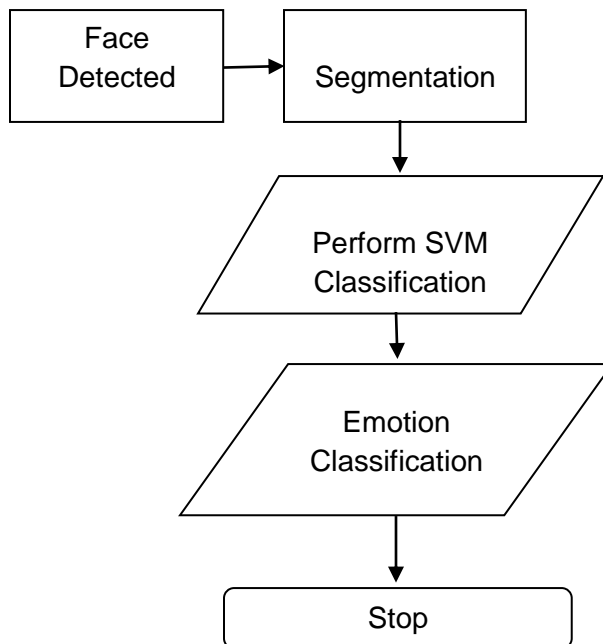 Face
Detected
Segmentation
Perform SVM
Classification
Emotion
Classification
Stop